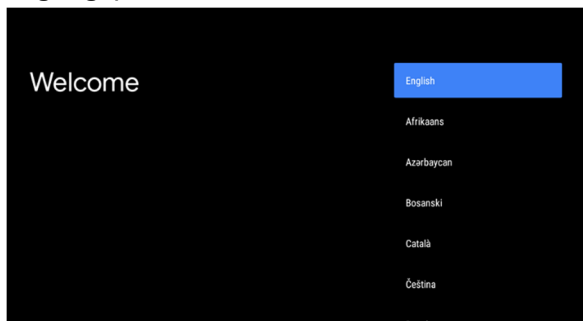 Welcome
English
Afrikaans
Azərbaycan
Bosanski
Català
Čeština